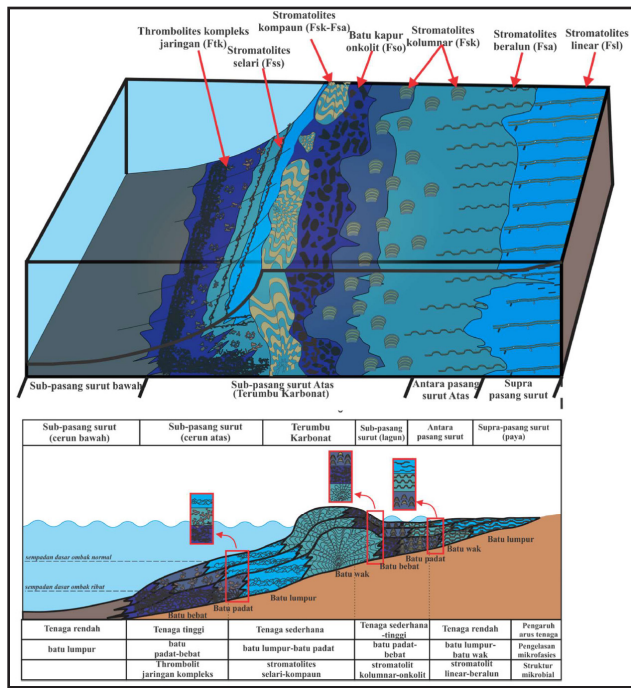 Thrombolites kompleks
jaringan (Ftk)
Stromatolites
selari (Fss)
Stromatolites
kompaun (Fsk-Fsa)
Batu kapur
onkolit (Fso)
Stromatolites
kolumnar (Fsk)
Stromatolites
beralun (Fsa)
Stromatolites
linear (Fsl)
Sub-pasang surut bawah
Sub-pasang surut Atas
(Terumbu Karbonat)
Antara pasang
surut Atas
Supra
pasang surut
Sub-pasang surut
(cerun bawah)
Sub-pasang surut
(cerun atas)
Terumbu
Karbonat
Sub-pasang
surut (lagun)
Antara
pasang surut
Supra-pasang surut
(paya)
sempadan dasar ombak normal
sempadan dasar ombak ribut
Batu bebat
Batu padat
Batu lumpur
Batu wak
Batu bebat
Batu padat
Batu wak
Batu lumpur
Tenaga rendah
Tenaga tinggi
Tenaga sederhana
Tenaga sederhana
-tinggi
Tenaga rendah
Pengaruh
arus tenaga
batu lumpur
batu
padat-bebat
batu lumpur-batu padat
batu padat-
bebat
batu lumpur-
batu wak
Pengelasan
mikrofasies
Thrombolit
jaringan kompleks
stromatolites
selari-kompaun
stromatolit
kolumnar-onkolit
stromatolit
linear-beralun
Struktur
mikrobial